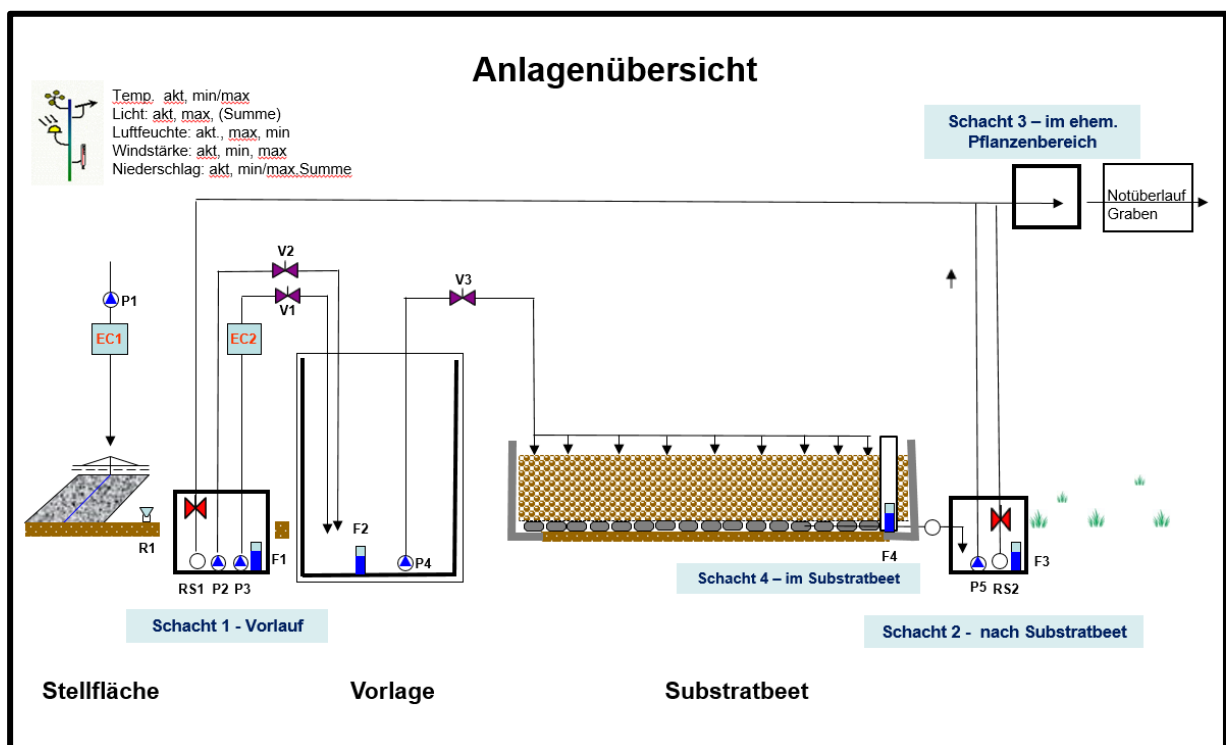 Anlagenübersicht
Temp. akt, min/max
Licht: akt, max, (Summe)
Luftfeuchte: akt., max, min
Windstärke: akt, min, max
Niederschlag: akt, min/max,Summe
Schacht 3 – im ehem.
Pflanzenbereich
Notüberlauf
Graben
V2
V1
V3
P1
EC1
EC2
R1
F1
F2
P4
F4
F3
RS1
P2
P3
P5
RS2
Schacht 4 – im Substratbeet
Schacht 1 - Vorlauf
Schacht 2 - nach Substratbeet
Stellfläche
Vorlage
Substratbeet